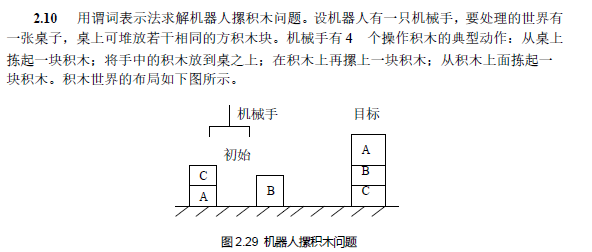 2.10 用谓词表示法求解机器人摞积木问题。设机器人有一只机械手，要处理的世界有
一张桌子，桌上可堆放若干相同的方积木块。机械手有 4 个操作积木的典型动作：从桌上
拣起一块积木；将手中的积木放到桌之上；在积木上再摞上一块积木；从积木上面拣起一
块积木。积木世界的布局如下图所示。
机械手
目标
初始
A
C
B
A
B
C
图 2.29 机器人摞积木问题